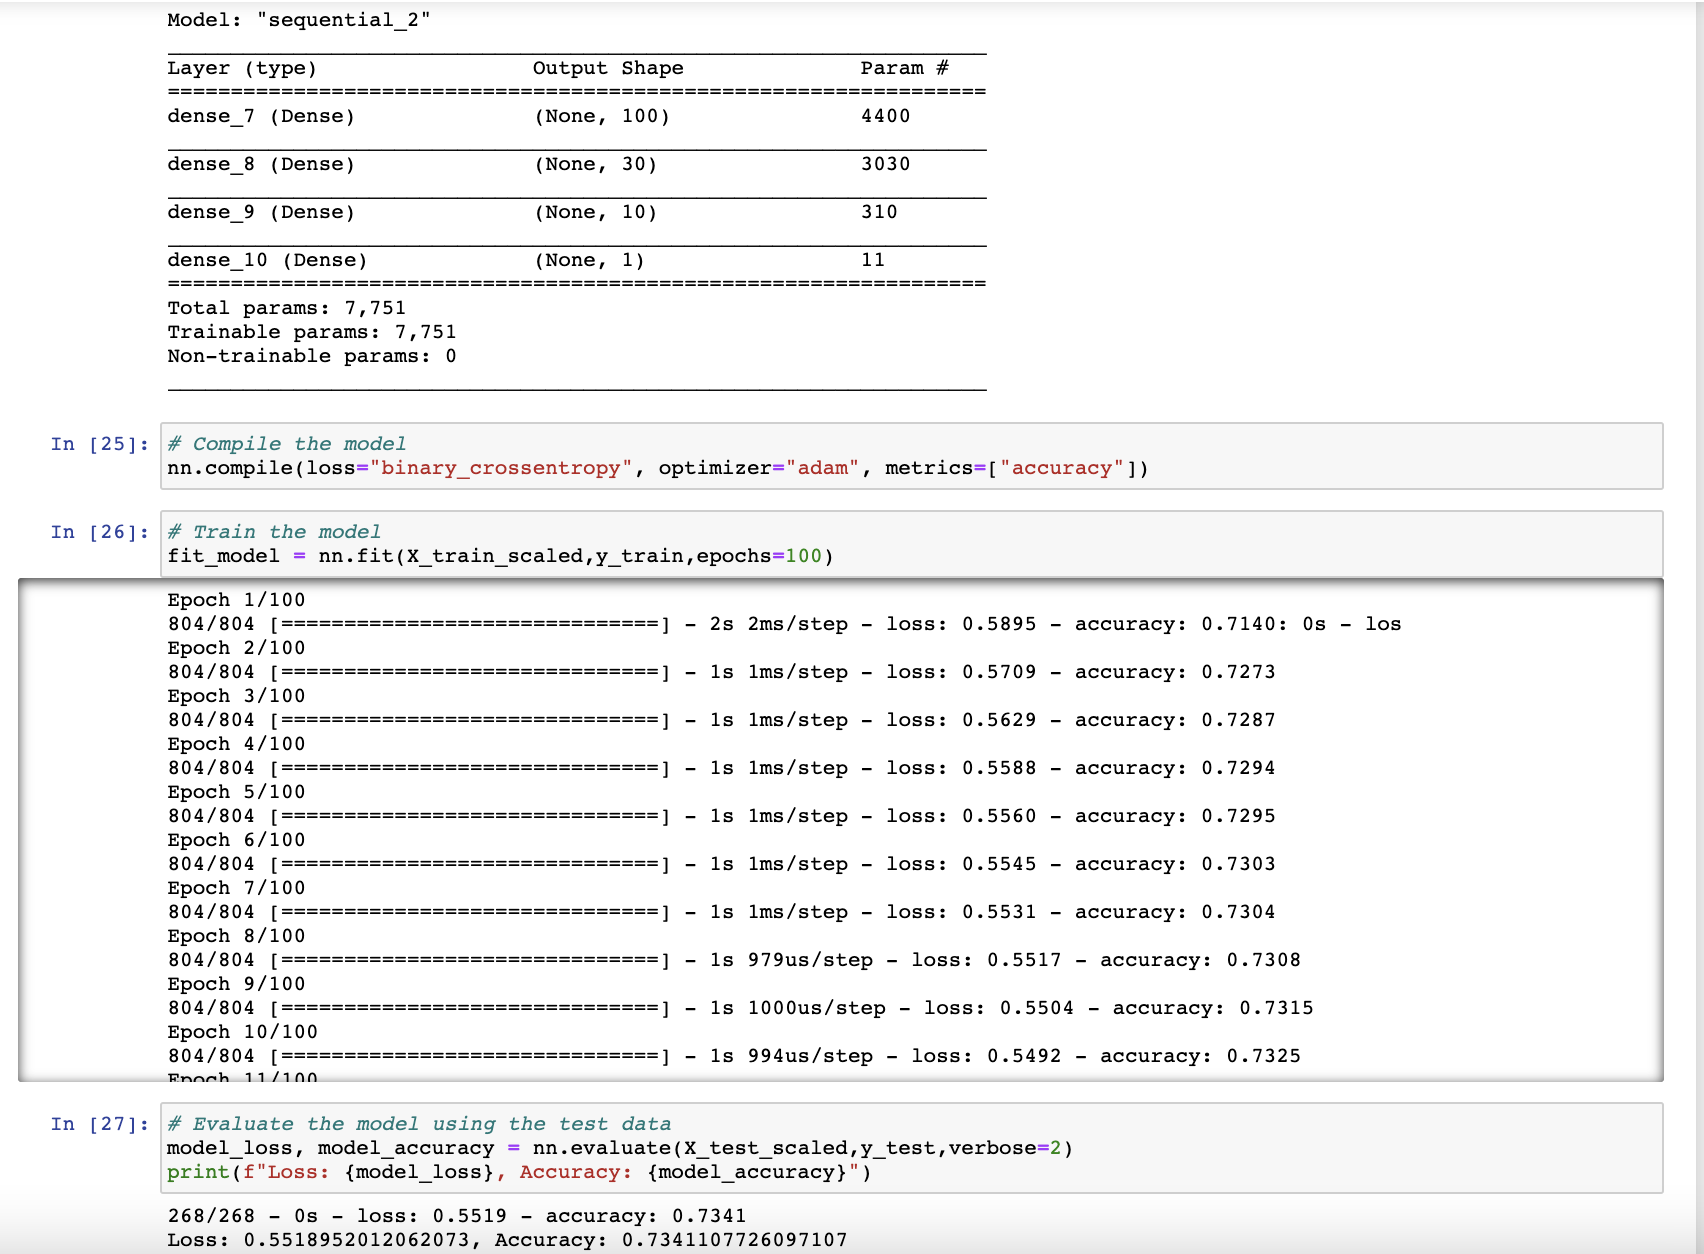 Model: "sequential_2"
_________________________________________________________________
Layer (type)                 Output Shape              Param #
=================================================================
dense_7 (Dense)              (None, 100)               4400
_________________________________________________________________
dense_8 (Dense)              (None, 30)                3030
_________________________________________________________________
dense_9 (Dense)              (None, 10)                310
_________________________________________________________________
dense_10 (Dense)             (None, 1)                 11
=================================================================
Total params: 7,751
Trainable params: 7,751
Non-trainable params: 0
_________________________________________________________________
In [25]: # Compile the model
nn.compile(loss="binary_crossentropy", optimizer="adam", metrics=["accuracy"])
In [26]: # Train the model
fit_model = nn.fit(X_train_scaled,y_train,epochs=100)
Epoch 1/100
804/804 [==============================] - 2s 2ms/step - loss: 0.5895 - accuracy: 0.7140: 0s - los
Epoch 2/100
804/804 [==============================] - 1s 1ms/step - loss: 0.5709 - accuracy: 0.7273
Epoch 3/100
804/804 [==============================] - 1s 1ms/step - loss: 0.5629 - accuracy: 0.7287
Epoch 4/100
804/804 [==============================] - 1s 1ms/step - loss: 0.5588 - accuracy: 0.7294
Epoch 5/100
804/804 [==============================] - 1s 1ms/step - loss: 0.5560 - accuracy: 0.7295
Epoch 6/100
804/804 [==============================] - 1s 1ms/step - loss: 0.5545 - accuracy: 0.7303
Epoch 7/100
804/804 [==============================] - 1s 1ms/step - loss: 0.5531 - accuracy: 0.7304
Epoch 8/100
804/804 [==============================] - 1s 979us/step - loss: 0.5517 - accuracy: 0.7308
Epoch 9/100
804/804 [==============================] - 1s 1000us/step - loss: 0.5504 - accuracy: 0.7315
Epoch 10/100
804/804 [==============================] - 1s 994us/step - loss: 0.5492 - accuracy: 0.7325
Epoch 11/100
In [27]: # Evaluate the model using the test data
model_loss, model_accuracy = nn.evaluate(X_test_scaled,y_test,verbose=2)
print(f"Loss: {model_loss}, Accuracy: {model_accuracy}")
268/268 - 0s - loss: 0.5519 - accuracy: 0.7341
Loss: 0.5518952012062073, Accuracy: 0.7341107726097107